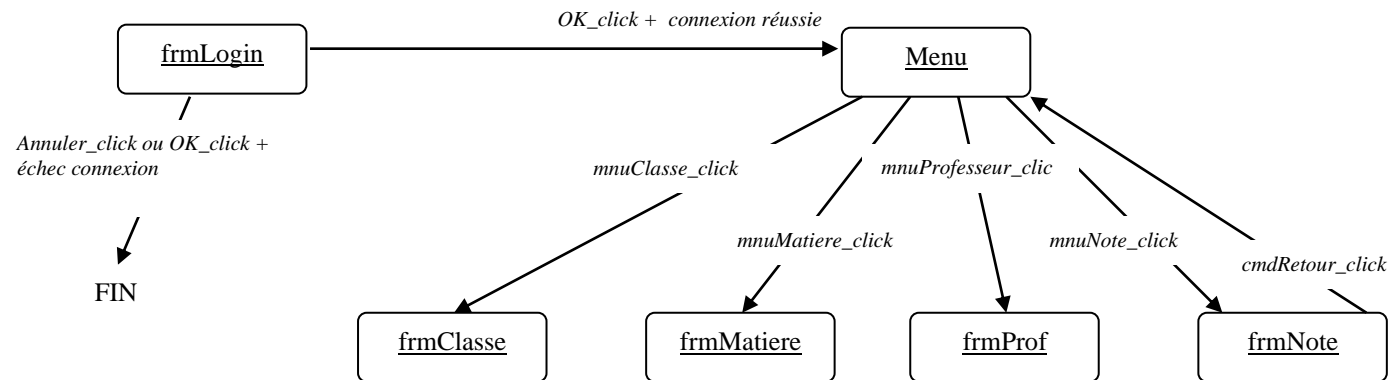 OK_click + connexion réussie
frmLogin
Menu
Annuler_click ou OK_click +
échec connexion
mnuClasse_click
mnuProfesseur_clic
mnuMatiere_click
mnuNote_click
cmdRetour_click
FIN
frmClasse
frmMatiere
frmProf
frmNote